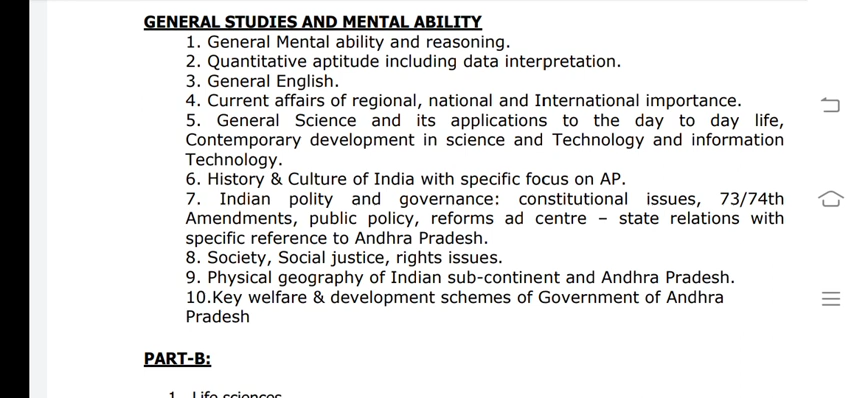 GENERAL STUDIES AND MENTAL ABILITY
1. General Mental ability and reasoning.
2. Quantitative aptitude including data interpretation.
3. General English.
4. Current affairs of regional, national and International importance.
5. General Science and its applications to the day to day life,
Contemporary development in science and Technology and information
Technology.
6. History & Culture of India with specific focus on AP.
7. Indian polity and governance: constitutional issues, 73/74th
Amendments, public policy, reforms ad centre – state relations with
specific reference to Andhra Pradesh.
8. Society, Social justice, rights issues.
9. Physical geography of Indian sub-continent and Andhra Pradesh.
10.Key welfare & development schemes of Government of Andhra
Pradesh
PART-B:
1. Life sciences